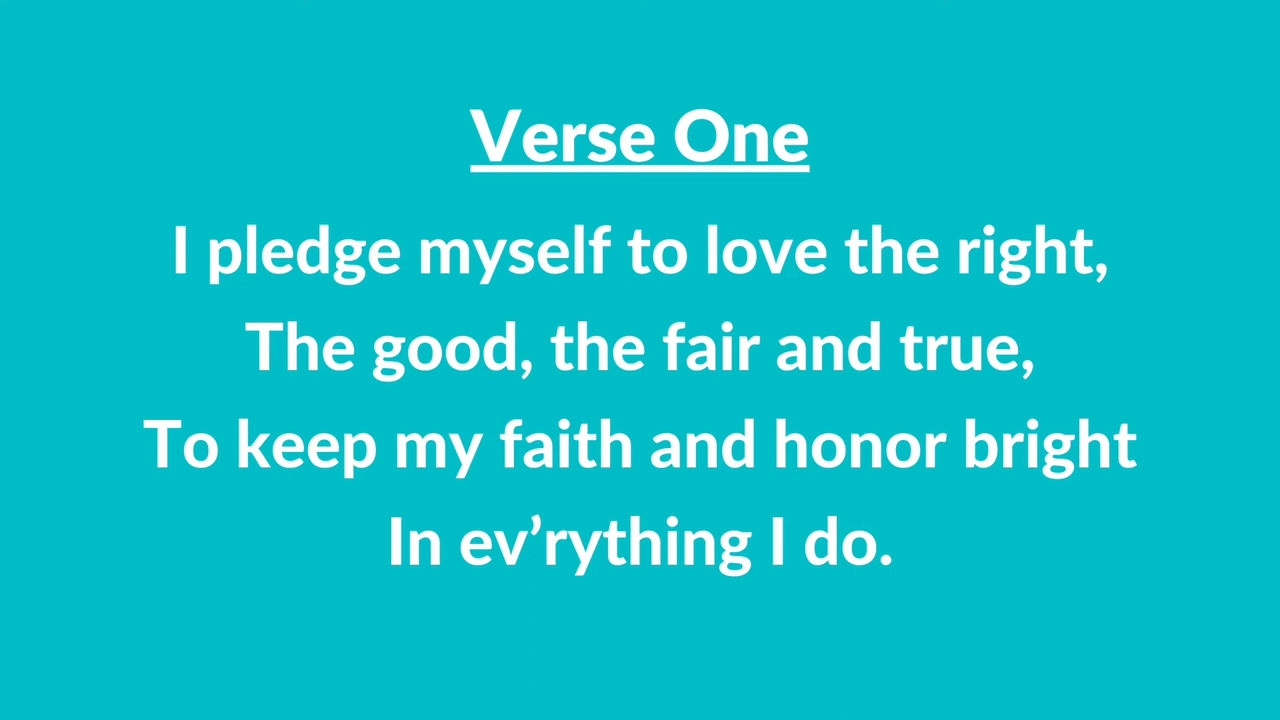 Verse One
I pledge myself to love the right,
The good, the fair and true,
To keep my faith and honor bright
In ev’rything I do.